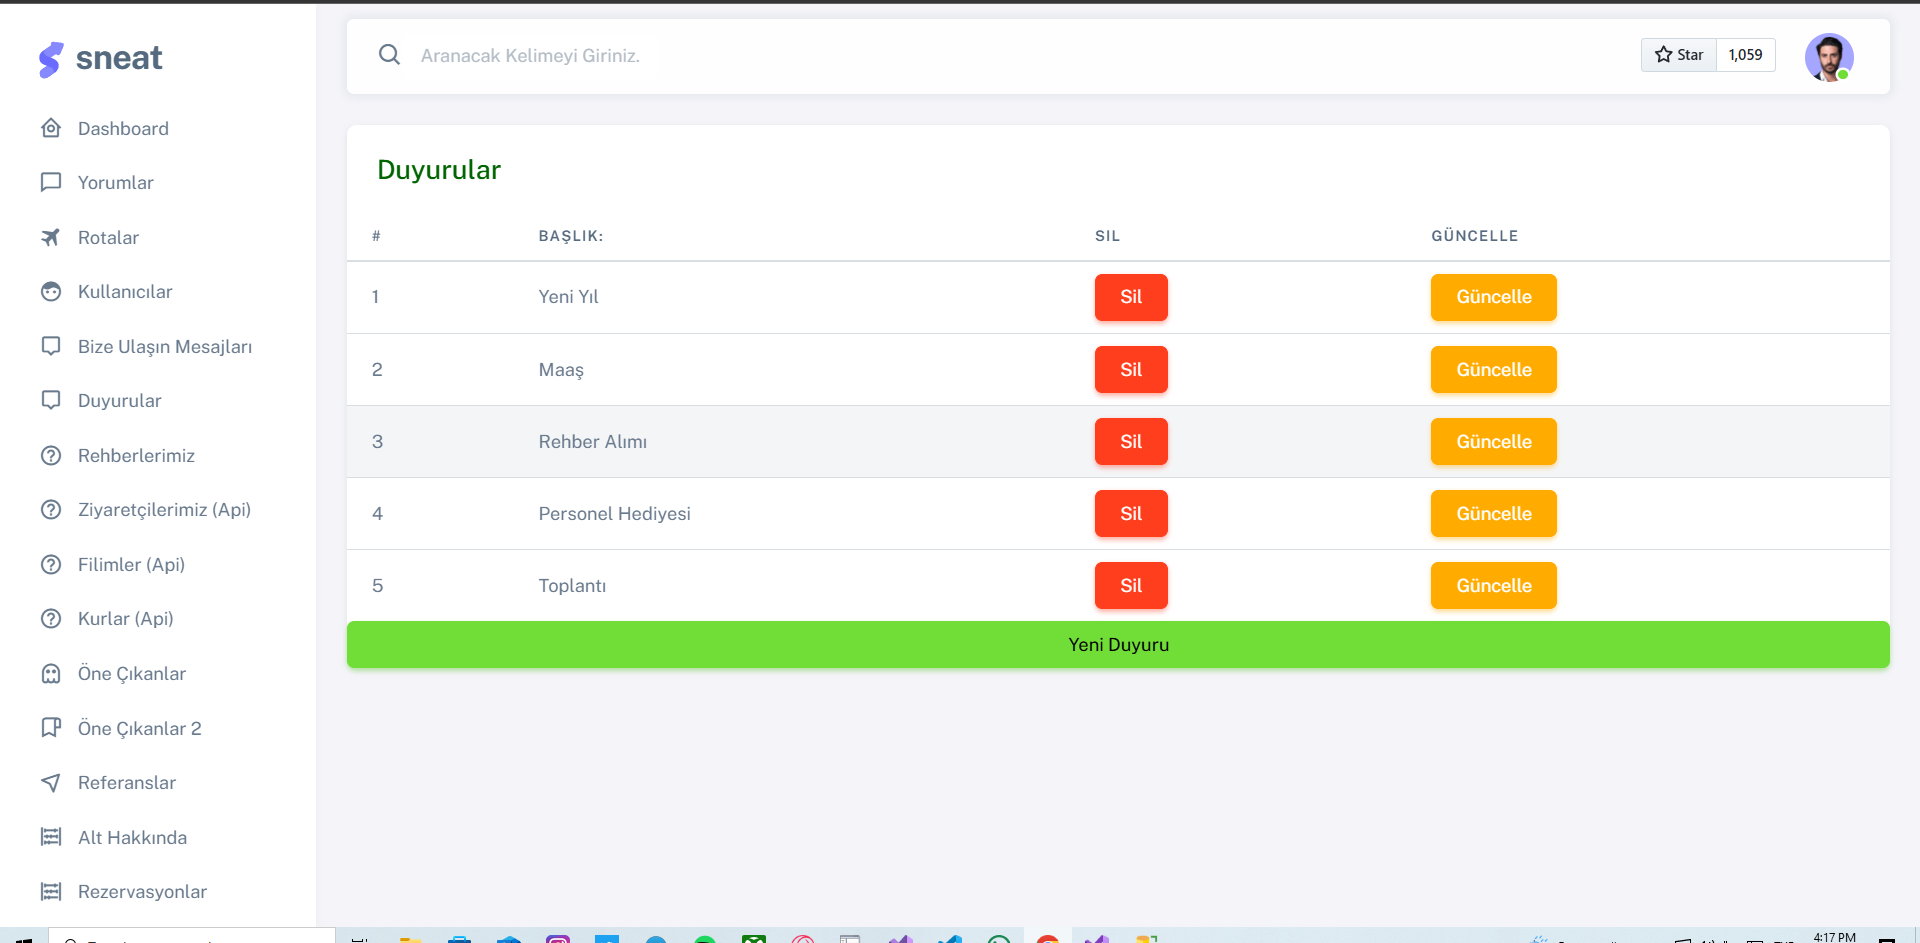 sneat
Dashboard
Yorumlar
Rotalar
Kullanıcılar
Bize Ulaşın Mesajları
Duyurular
Rehberlerimiz
Ziyaretçilerimiz (Api)
Filimler (Api)
Kurlar (Api)
Öne Çıkanlar
Öne Çıkanlar 2
Referanslar
Alt Hakkında
Rezervasyonlar
Aranacak Kelimeyi Giriniz.
Star 1,059
Duyurular
# BAŞLIK: SIL GÜNCELLE
1 Yeni Yıl Sil Güncelle
2 Maaş Sil Güncelle
3 Rehber Alımı Sil Güncelle
4 Personel Hediyesi Sil Güncelle
5 Toplantı Sil Güncelle
Yeni Duyuru
4:17 PM